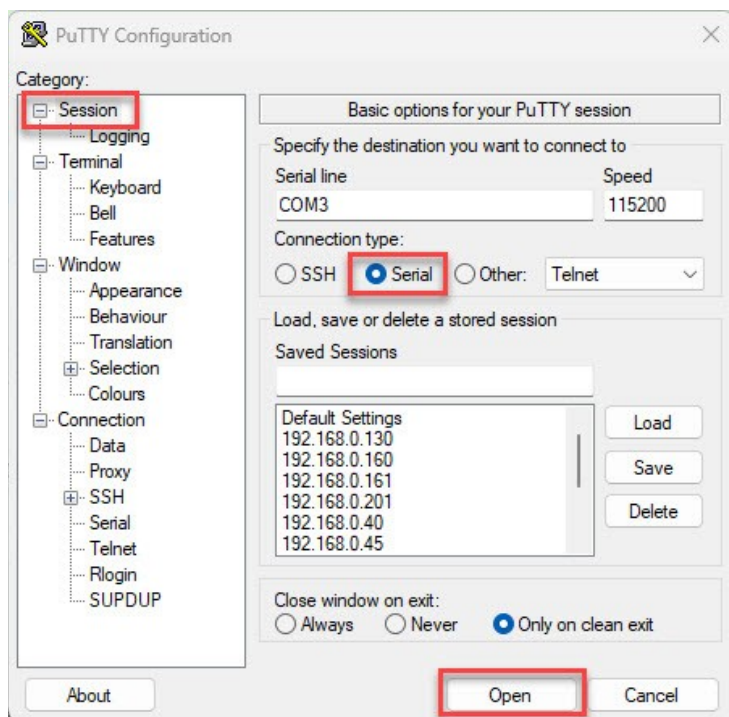 PuTTY Configuration
Category:
Session
Logging
Terminal
Keyboard
Bell
Features
Window
Appearance
Behaviour
Translation
Selection
Colours
Connection
Data
Proxy
SSH
Serial
Telnet
Rlogin
SUPDUP
Basic options for your PuTTY session
Specify the destination you want to connect to
Serial line Speed
COM3 115200
Connection type:
SSH Serial Other: Telnet
Load, save or delete a stored session
Saved Sessions
Default Settings
192.168.0.130
192.168.0.160
192.168.0.161
192.168.0.201
192.168.0.40
192.168.0.45
Load
Save
Delete
Close window on exit:
Always Never Only on clean exit
About Open Cancel